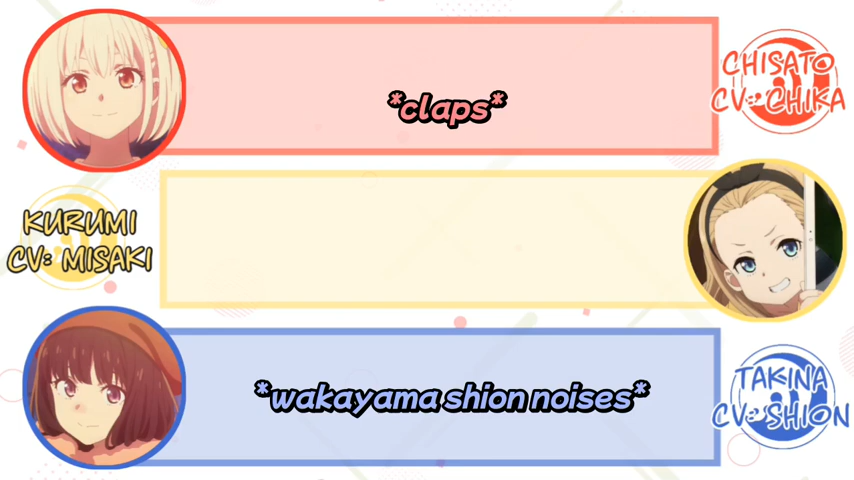 *claps*
CHISATO
CV: CHIKA
KURUMI
CV: MISAKI
*wakayama shion noises*
TAKINA
CV: SHION